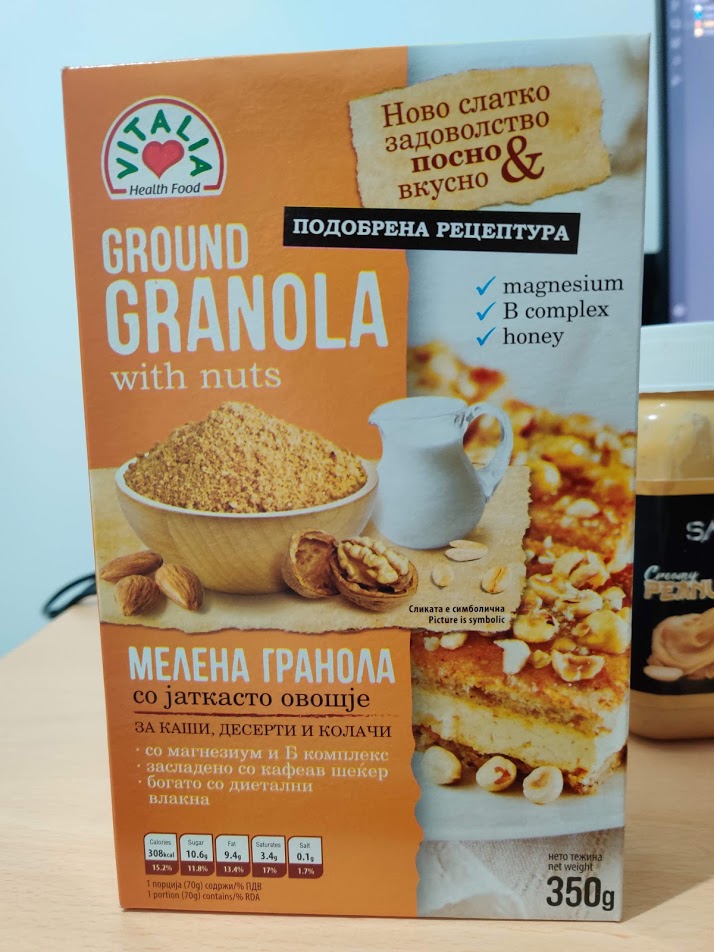 VITALIA
Health Food
Ново слатко
задоволство
посно &
вкусно
ПОДОБРЕНА РЕЦЕПТУРА
GROUND
GRANOLA
with nuts
✓ magnesium
✓ B complex
✓ honey
Сликата е симболична
Picture is symbolic
МЕЛЕНА ГРАНОЛА
со јаткасто овошје
ЗА КАШИ, ДЕСЕРТИ И КОЛАЧИ
· со магнезиум и Б комплекс
· засладено со кафеав шеќер
· богато со диетални
влакна
Calories Sugar Fat Saturates Salt
308kcal 10.6g 9.4g 3.4g 0.1g
15.2% 11.8% 13.4% 17% 1.7%
1 порција (70g) содржи/% ПДВ
1 portion (70g) contains/% RDA
нето тежина
net weight
350g
Creamy